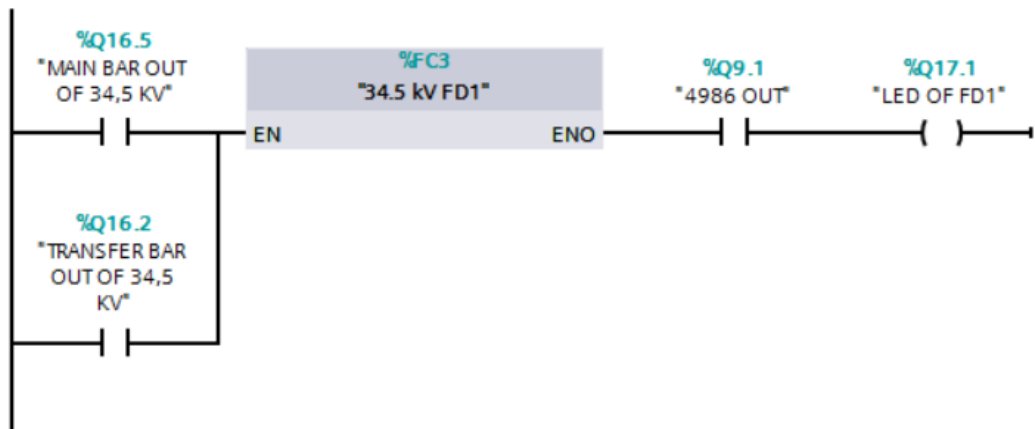 %Q16.5
"MAIN BAR OUT
OF 34,5 KV"
%FC3
"34.5 kV FD1"
EN
ENO
%Q9.1
"4986 OUT"
%Q17.1
"LED OF FD1"
%Q16.2
"TRANSFER BAR
OUT OF 34,5
KV"